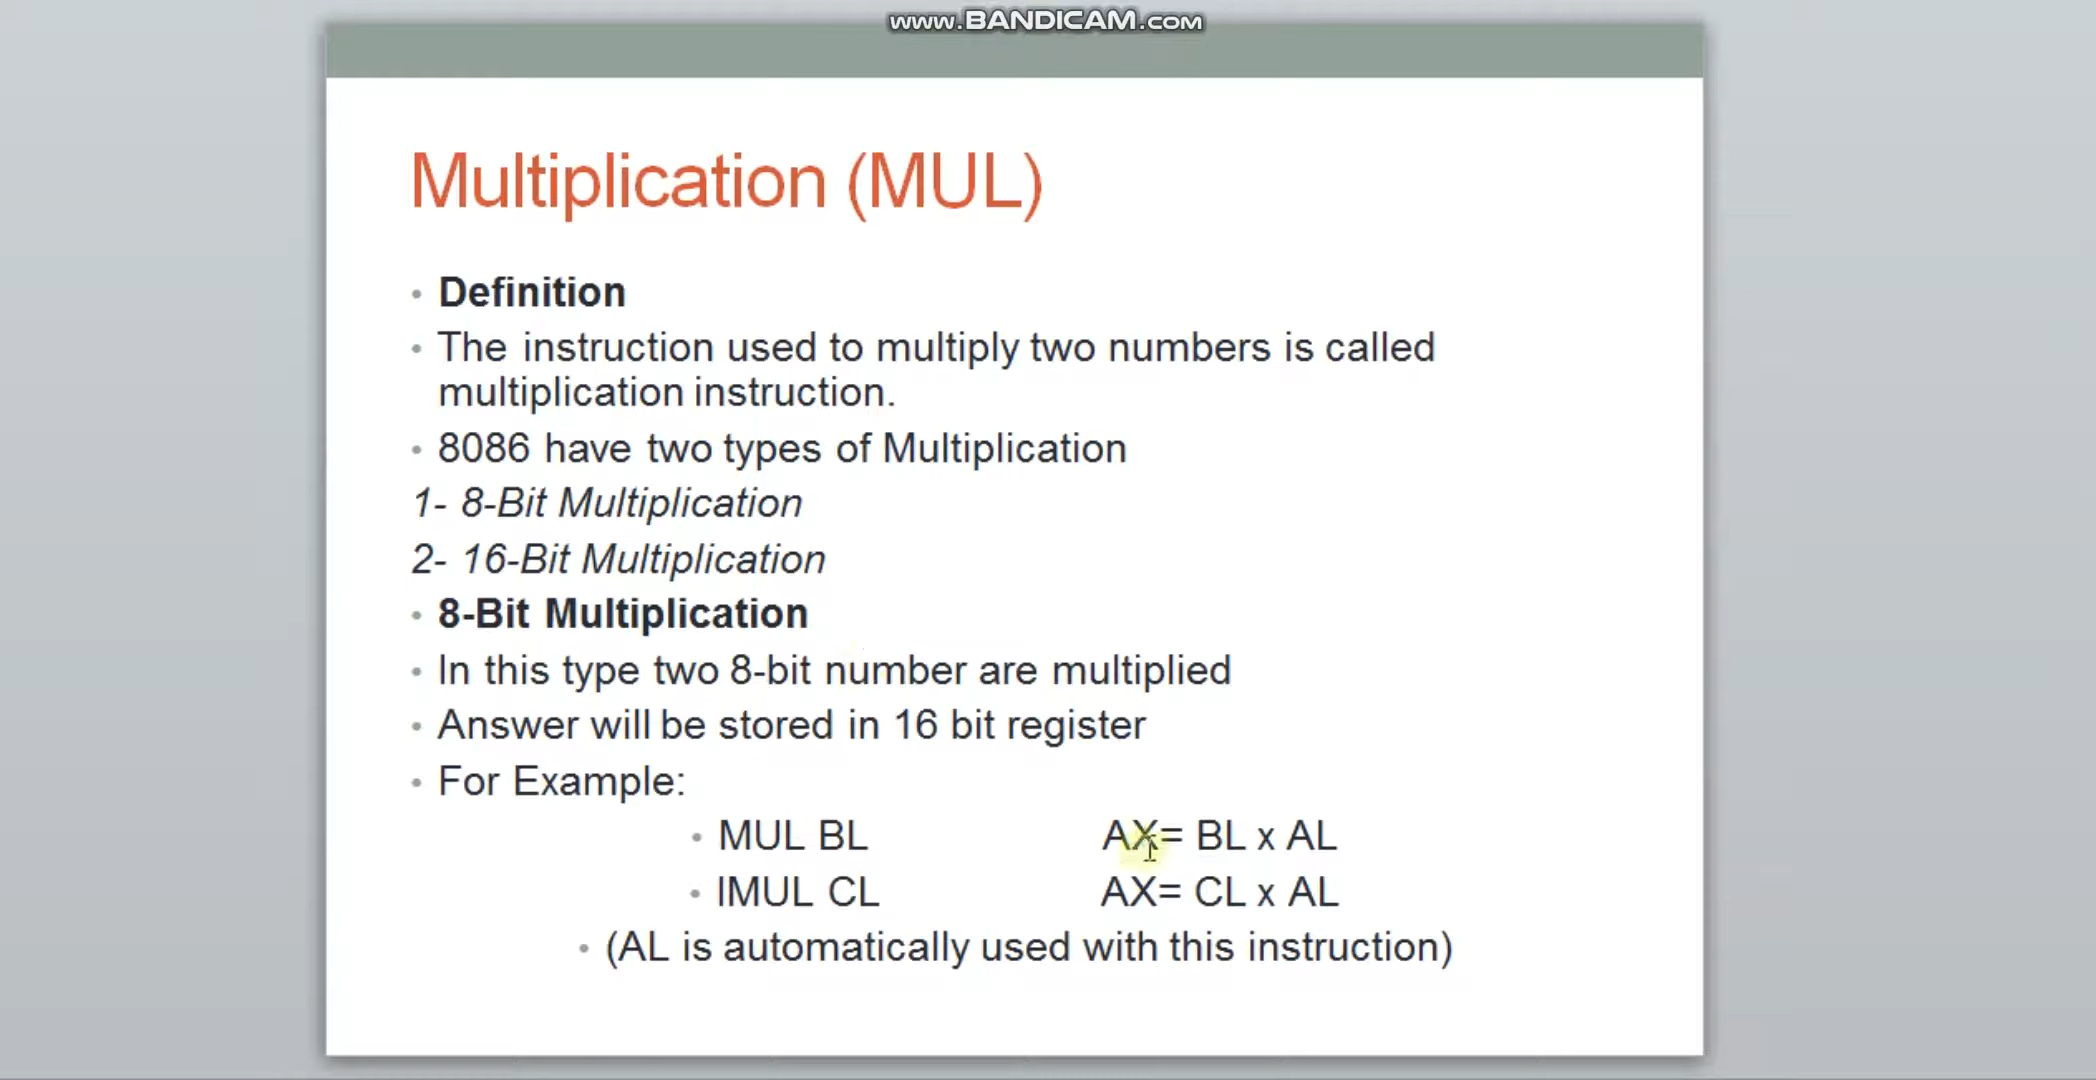 www.BANDICAM.com
Multiplication (MUL)
• Definition
• The instruction used to multiply two numbers is called
multiplication instruction.
• 8086 have two types of Multiplication
1- 8-Bit Multiplication
2- 16-Bit Multiplication
• 8-Bit Multiplication
• In this type two 8-bit number are multiplied
• Answer will be stored in 16 bit register
• For Example:
• MUL BL AX= BL x AL
• IMUL CL AX= CL x AL
• (AL is automatically used with this instruction)